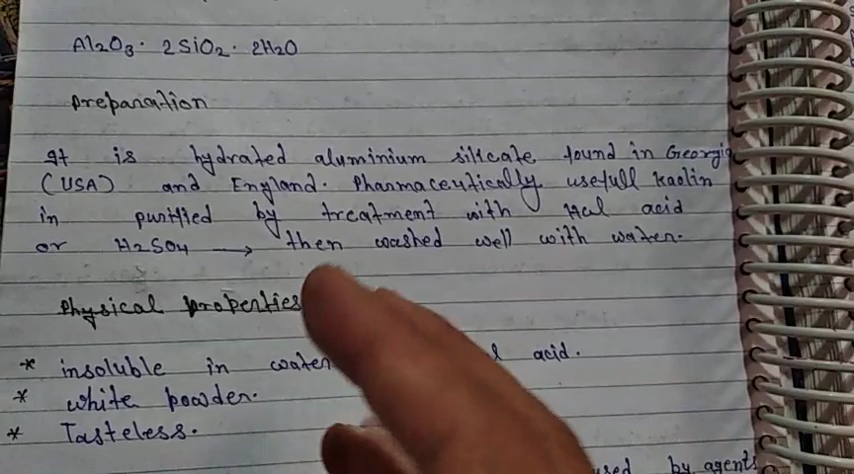 Al2O3. 2SiO2. 2H2O
Preparation
It is hydrated aluminium silicate found in Georgia
(USA) and England. Pharmaceutically usefull kaolin
in purified by treatment with Hcl acid
or H2SO4 → then washed well with water.
Physical properties
* insoluble in water acid.
* white powder.
* Tasteless.
by agents